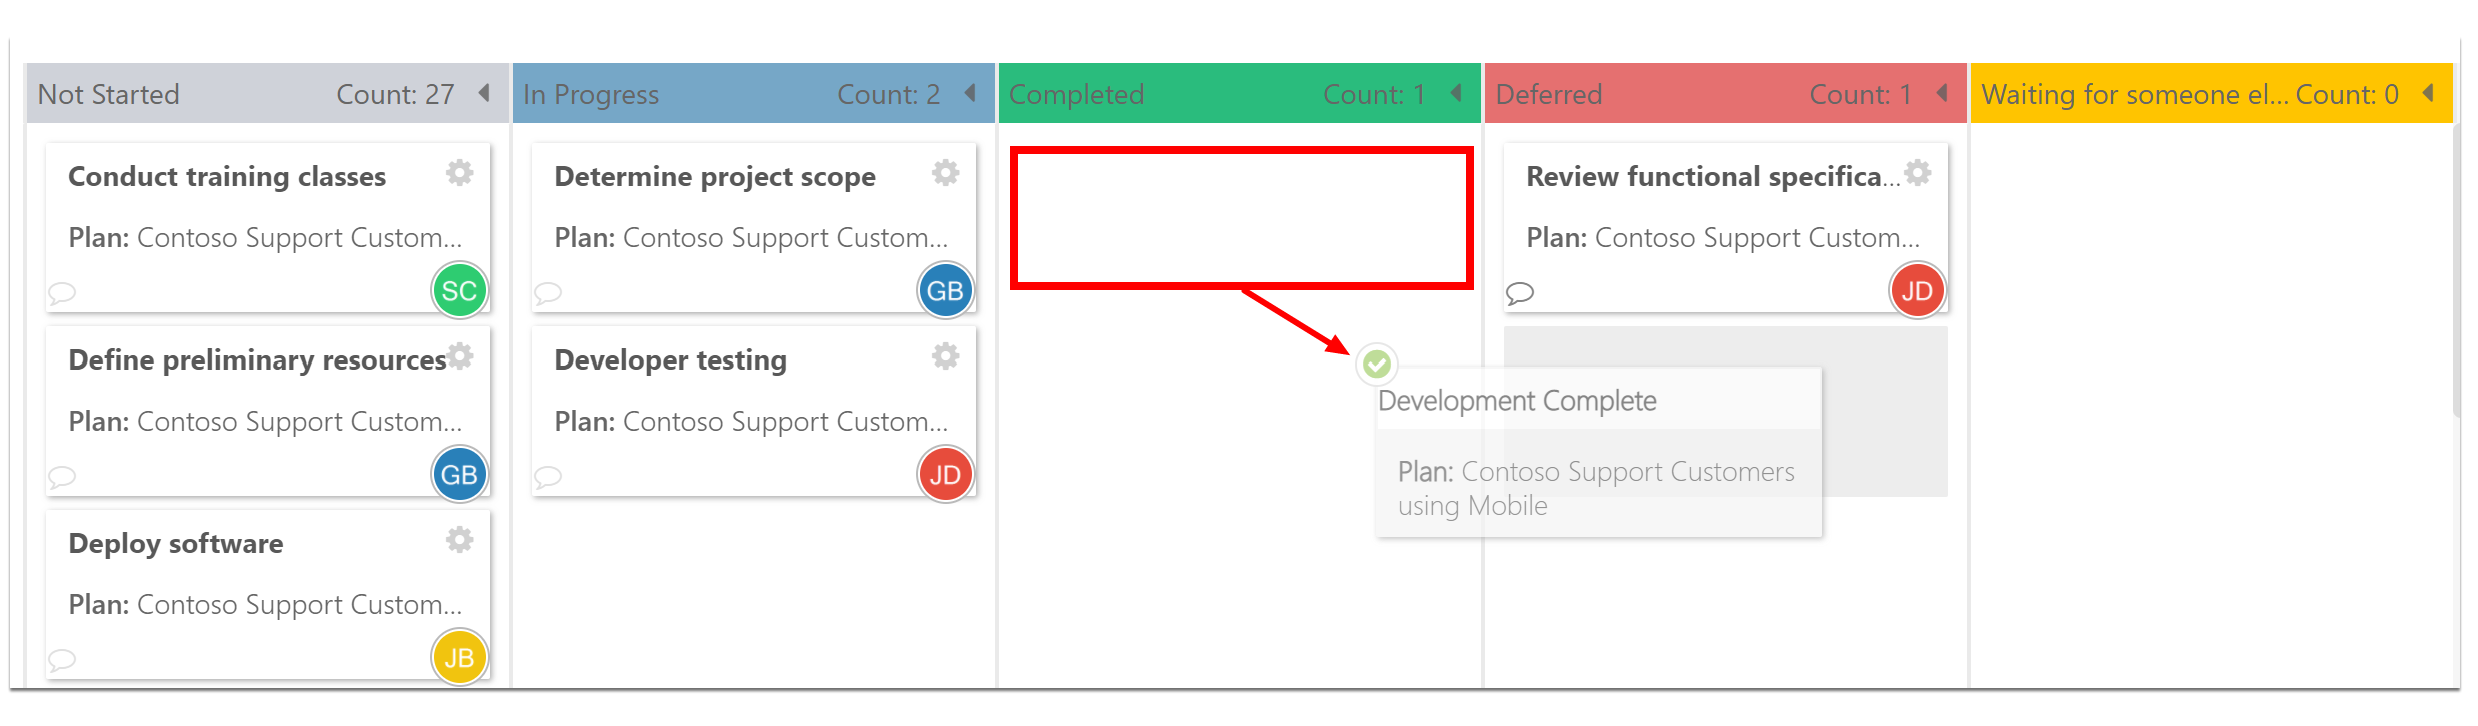 Not Started Count: 27
In Progress Count: 2
Completed Count: 1
Deferred Count: 1
Waiting for someone el... Count: 0
Conduct training classes
Plan: Contoso Support Custom...
SC
Define preliminary resources
Plan: Contoso Support Custom...
GB
Deploy software
Plan: Contoso Support Custom...
JB
Determine project scope
Plan: Contoso Support Custom...
GB
Developer testing
Plan: Contoso Support Custom...
JD
Review functional specifica...
Plan: Contoso Support Custom...
JD
Development Complete
Plan: Contoso Support Customers
using Mobile